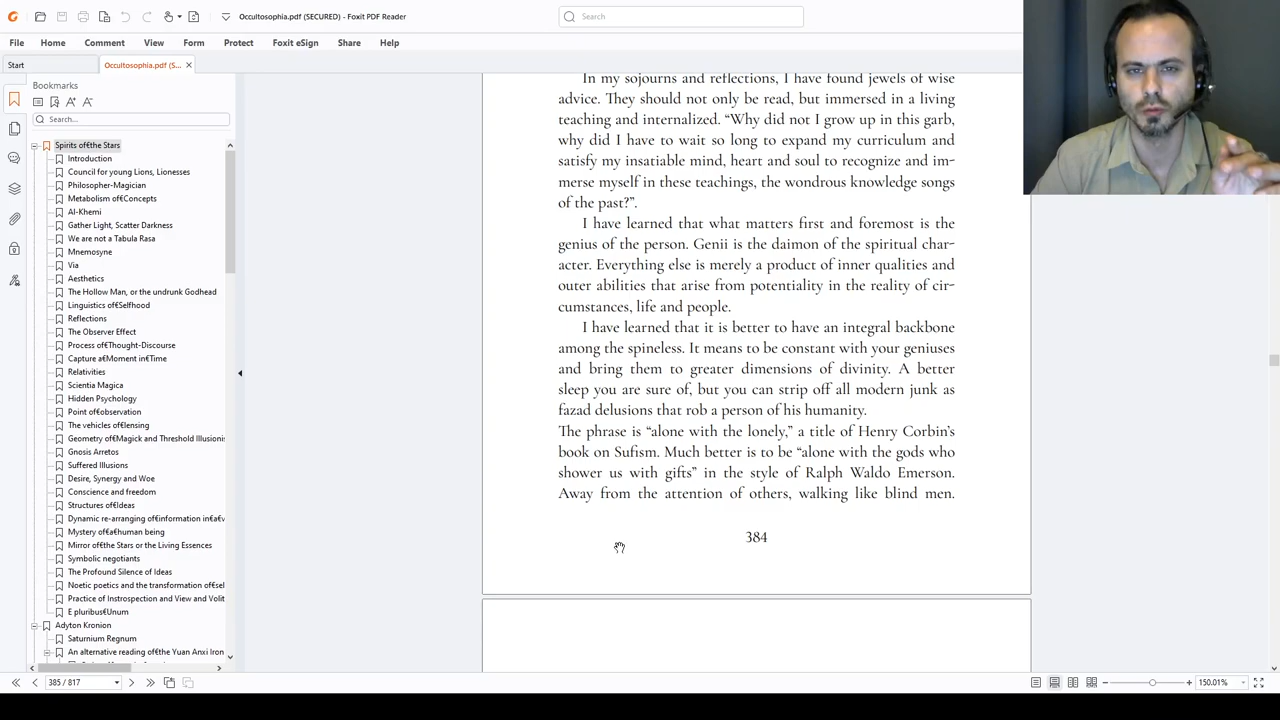 Occultosophia.pdf (SECURED) - Foxit PDF Reader
Search
File Home Comment View Form Protect Foxit eSign Share Help
Start
Occultosophia.pdf (S...
Bookmarks
Search...
Spirits of€the Stars
Introduction
Council for young Lions, Lionesses
Philosopher-Magician
Metabolism of€Concepts
Al-Khemi
Gather Light, Scatter Darkness
We are not a Tabula Rasa
Mnemosyne
Via
Aesthetics
The Hollow Man, or the undrunk Godhead
Linguistics of€Selfhood
Reflections
The Observer Effect
Process of€Thought-Discourse
Capture a€Moment in€Time
Relativities
Scientia Magica
Hidden Psychology
Point of€observation
The vehicles of€lensing
Geometry of€Magick and Threshold Illusionis
Gnosis Arretos
Suffered Illusions
Desire, Synergy and Woe
Conscience and freedom
Structures of€Ideas
Dynamic re-arranging of€information in€a€v
Mystery of€a€human being
Mirror of€the Stars or the Living Essences
Symbolic negotiants
The Profound Silence of Ideas
Noetic poetics and the transformation of€sel
Practice of Instrospection and View and Volit
E pluribus€Unum
Adyton Kronion
Saturnium Regnum
An alternative reading of€the Yuan Anxi Iron
In my sojourns and reflections, I have found jewels of wise
advice. They should not only be read, but immersed in a living
teaching and internalized. “Why did not I grow up in this garb,
why did I have to wait so long to expand my curriculum and
satisfy my insatiable mind, heart and soul to recognize and im-
merse myself in these teachings, the wondrous knowledge songs
of the past?”.
I have learned that what matters first and foremost is the
genius of the person. Genii is the daimon of the spiritual char-
acter. Everything else is merely a product of inner qualities and
outer abilities that arise from potentiality in the reality of cir-
cumstances, life and people.
I have learned that it is better to have an integral backbone
among the spineless. It means to be constant with your geniuses
and bring them to greater dimensions of divinity. A better
sleep you are sure of, but you can strip off all modern junk as
fazad delusions that rob a person of his humanity.
The phrase is “alone with the lonely,” a title of Henry Corbin’s
book on Sufism. Much better is to be “alone with the gods who
shower us with gifts” in the style of Ralph Waldo Emerson.
Away from the attention of others, walking like blind men.
384
385 / 817
150.01%